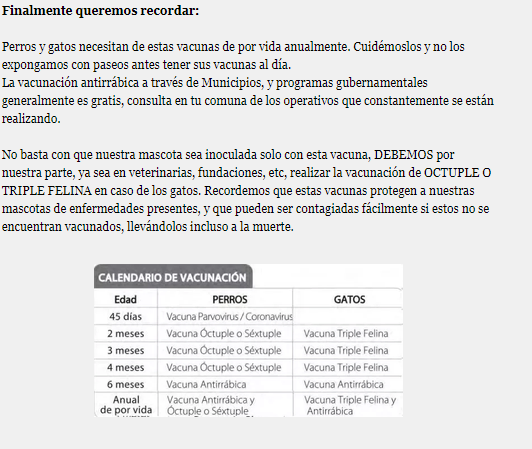 Finalmente queremos recordar:
Perros y gatos necesitan de estas vacunas de por vida anualmente. Cuidémoslos y no los
expongamos con paseos antes tener sus vacunas al día.
La vacunación antirrábica a través de Municipios, y programas gubernamentales
generalmente es gratis, consulta en tu comuna de los operativos que constantemente se están
realizando.
No basta con que nuestra mascota sea inoculada solo con esta vacuna, DEBEMOS por
nuestra parte, ya sea en veterinarias, fundaciones, etc, realizar la vacunación de OCTUPLE O
TRIPLE FELINA en caso de los gatos. Recordemos que estas vacunas protegen a nuestras
mascotas de enfermedades presentes, y que pueden ser contagiadas fácilmente si estos no se
encuentran vacunados, llevándolos incluso a la muerte.
CALENDARIO DE VACUNACIÓN
Edad PERROS GATOS
45 días Vacuna Parvovirus / Coronavirus
2 meses Vacuna Óctuple o Séxtuple Vacuna Triple Felina
3 meses Vacuna Óctuple o Séxtuple Vacuna Triple Felina
4 meses Vacuna Óctuple o Séxtuple Vacuna Triple Felina
6 meses Vacuna Antirrábica Vacuna Antirrábica
Anual Vacuna Antirrábica y Vacuna Triple Felina y
de por vida Óctuple o Séxtuple Antirrábica